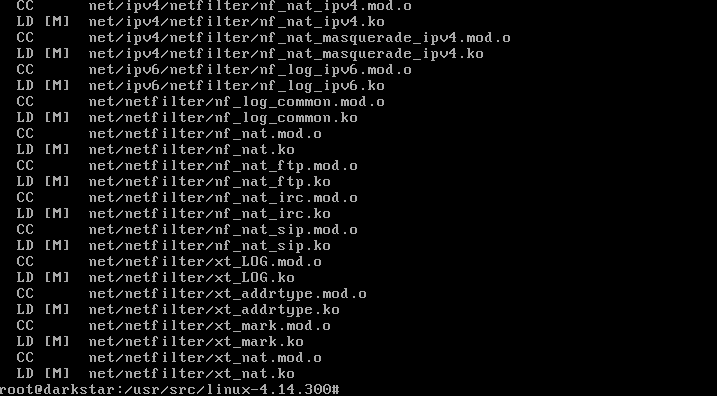 CC      net/ipv4/netfilter/nf_nat_ipv4.mod.o
LD [M]  net/ipv4/netfilter/nf_nat_ipv4.ko
CC      net/ipv4/netfilter/nf_nat_masquerade_ipv4.mod.o
LD [M]  net/ipv4/netfilter/nf_nat_masquerade_ipv4.ko
CC      net/ipv6/netfilter/nf_log_ipv6.mod.o
LD [M]  net/ipv6/netfilter/nf_log_ipv6.ko
CC      net/netfilter/nf_log_common.mod.o
LD [M]  net/netfilter/nf_log_common.ko
CC      net/netfilter/nf_nat.mod.o
LD [M]  net/netfilter/nf_nat.ko
CC      net/netfilter/nf_nat_ftp.mod.o
LD [M]  net/netfilter/nf_nat_ftp.ko
CC      net/netfilter/nf_nat_irc.mod.o
LD [M]  net/netfilter/nf_nat_irc.ko
CC      net/netfilter/nf_nat_sip.mod.o
LD [M]  net/netfilter/nf_nat_sip.ko
CC      net/netfilter/xt_LOG.mod.o
LD [M]  net/netfilter/xt_LOG.ko
CC      net/netfilter/xt_addrtype.mod.o
LD [M]  net/netfilter/xt_addrtype.ko
CC      net/netfilter/xt_mark.mod.o
LD [M]  net/netfilter/xt_mark.ko
CC      net/netfilter/xt_nat.mod.o
LD [M]  net/netfilter/xt_nat.ko
root@darkstar:/usr/src/linux-4.14.300#